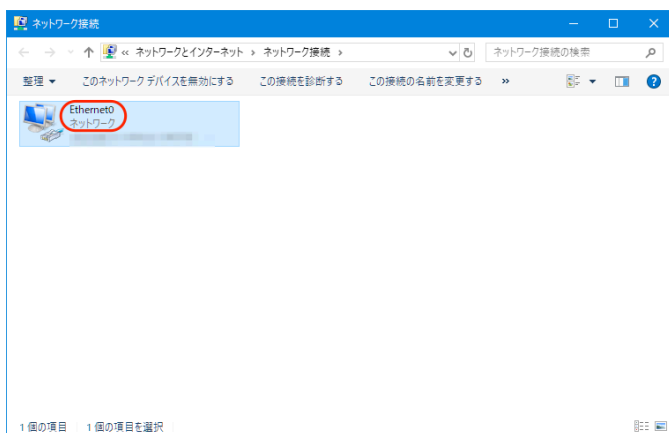 ネットワーク接続
« ネットワークとインターネット › ネットワーク接続 ›
ネットワーク接続の検索
整理 ▼ このネットワーク デバイスを無効にする この接続を診断する この接続の名前を変更する »
Ethernet0
ネットワーク
1 個の項目 1 個の項目を選択